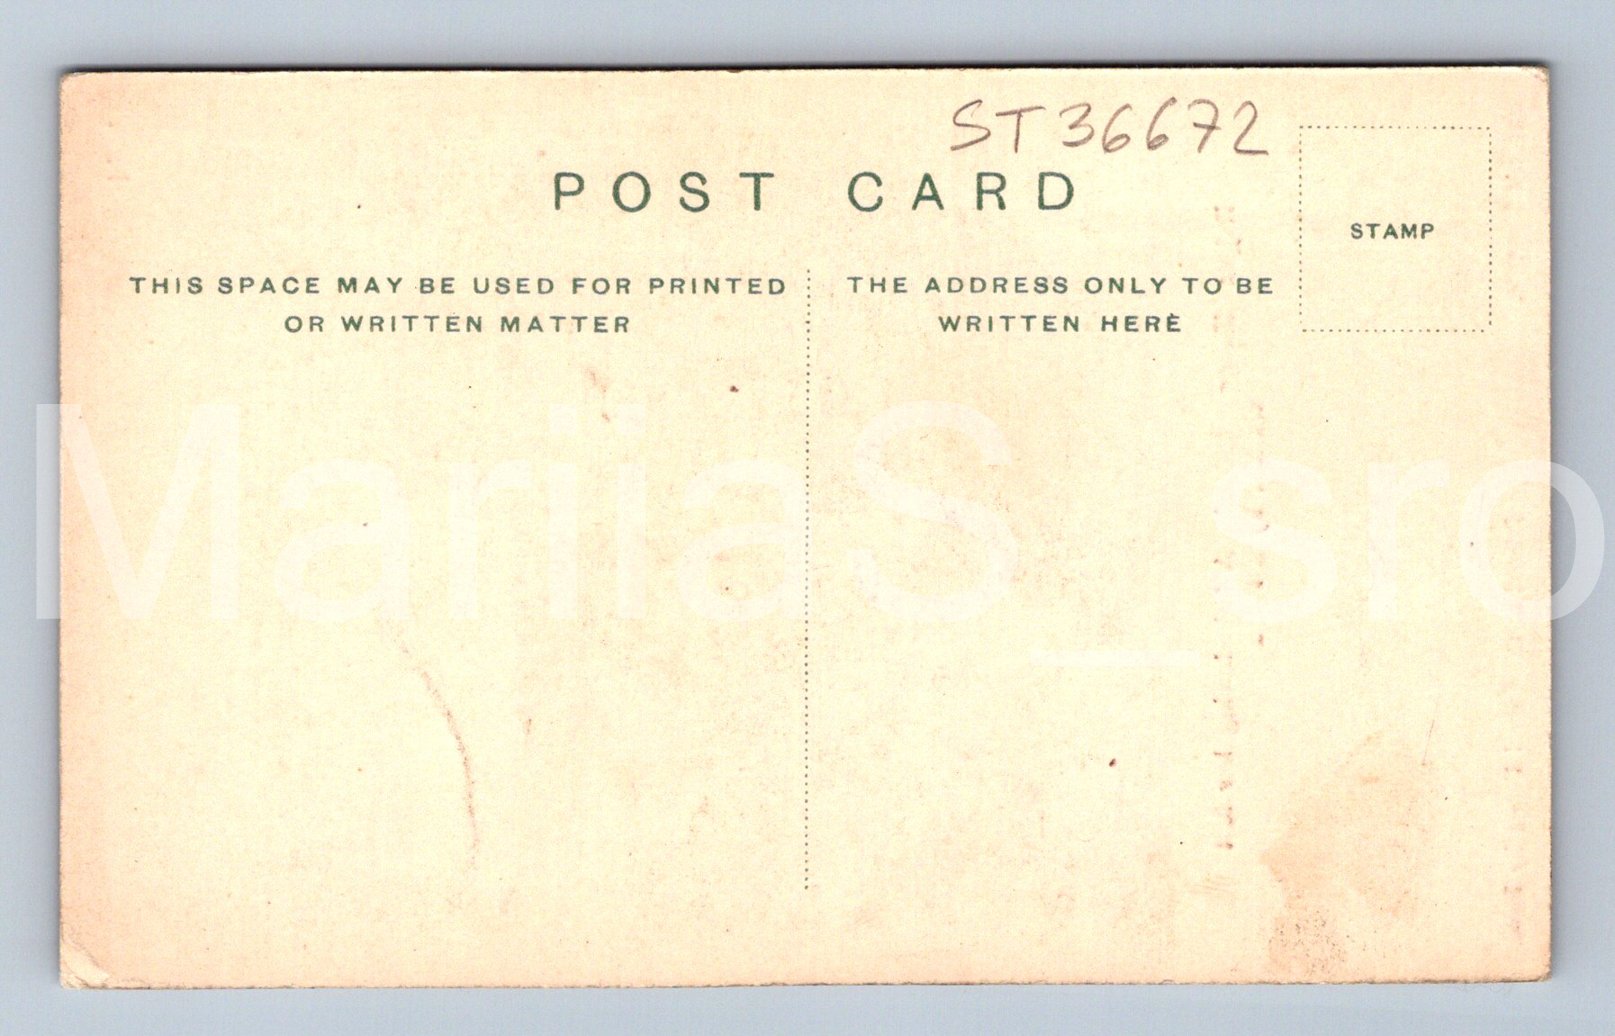 ST36672
POST CARD
STAMP
THIS SPACE MAY BE USED FOR PRINTED
OR WRITTEN MATTER
THE ADDRESS ONLY TO BE
WRITTEN HERE
MariiaS_sro